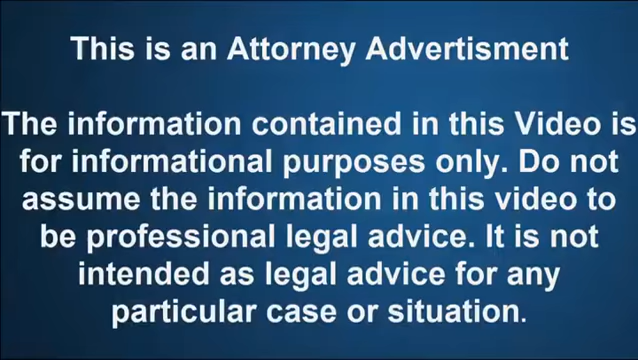 This is an Attorney Advertisment
The information contained in this Video is
for informational purposes only. Do not
assume the information in this video to
be professional legal advice. It is not
intended as legal advice for any
particular case or situation.